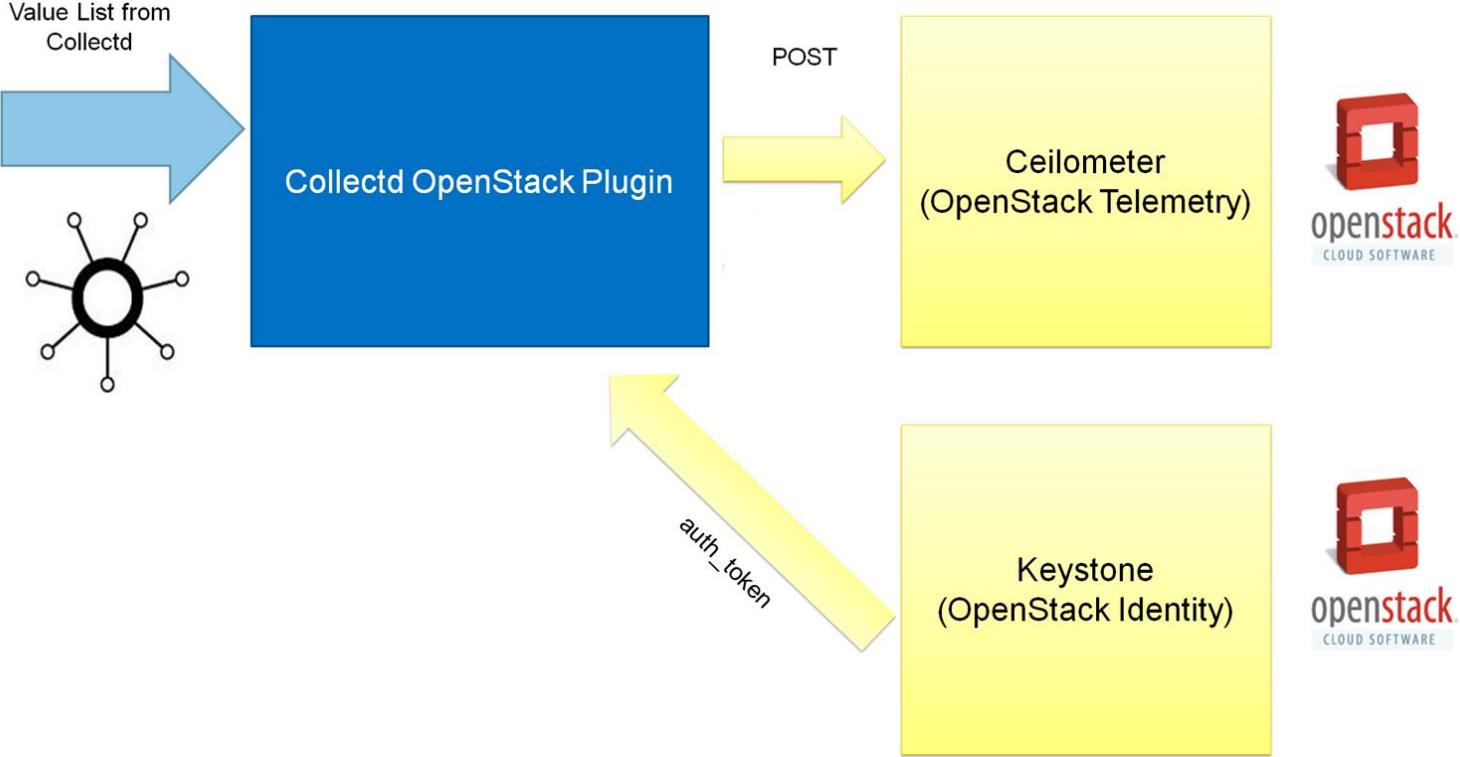 Value List from
Collectd
POST
Collectd OpenStack Plugin
Ceilometer
(OpenStack Telemetry)
openstack.
CLOUD SOFTWARE
auth_token
Keystone
(OpenStack Identity)
openstack.
CLOUD SOFTWARE